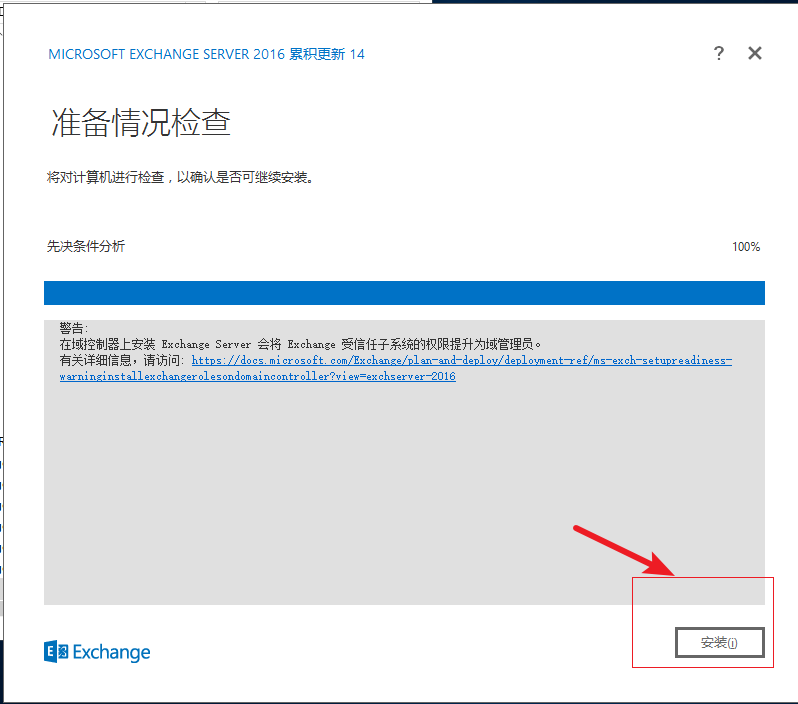 MICROSOFT EXCHANGE SERVER 2016 累积更新 14
? ×
准备情况检查
将对计算机进行检查，以确认是否可继续安装。
先决条件分析 100%
警告:
在域控制器上安装 Exchange Server 会将 Exchange 受信任子系统的权限提升为域管理员。
有关详细信息，请访问: https://docs.microsoft.com/Exchange/plan-and-deploy/deployment-ref/ms-exch-setupreadiness-
warninginstallexchangerolesondomaincontroller?view=exchserver-2016
安装(i)
Exchange